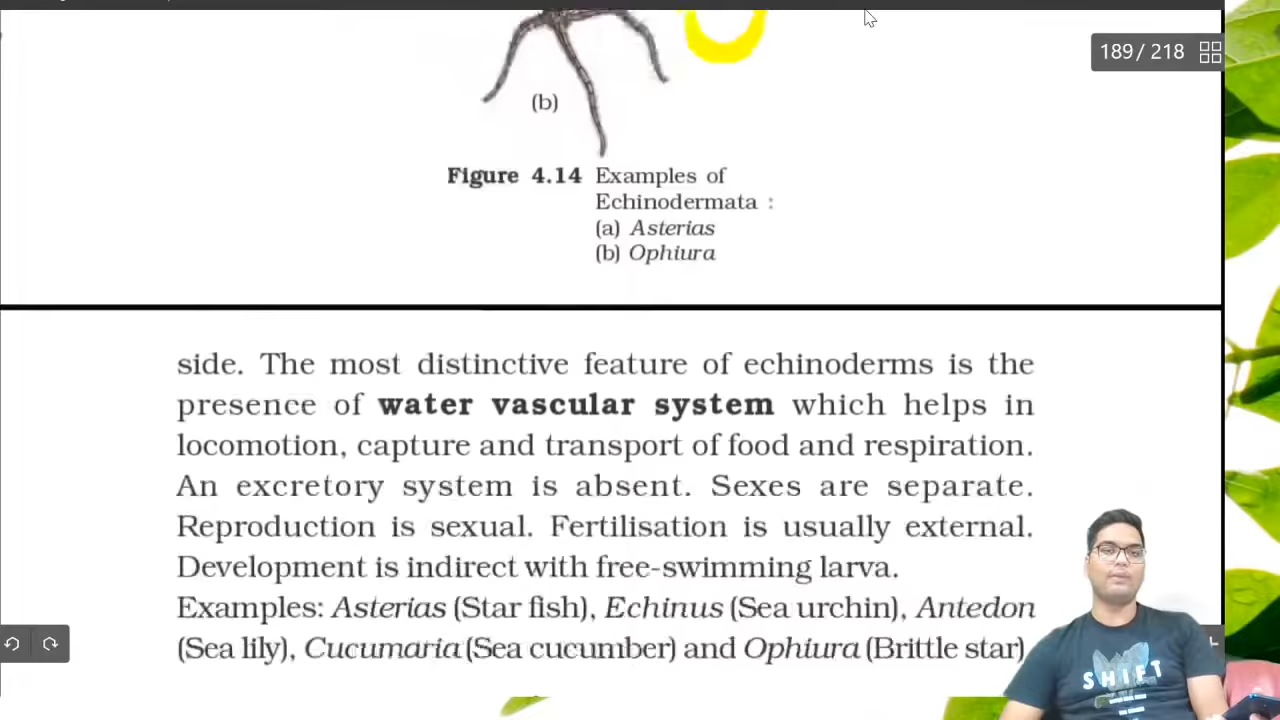 189 / 218
(b)
Figure 4.14 Examples of
Echinodermata :
(a) Asterias
(b) Ophiura
side. The most distinctive feature of echinoderms is the
presence of water vascular system which helps in
locomotion, capture and transport of food and respiration.
An excretory system is absent. Sexes are separate.
Reproduction is sexual. Fertilisation is usually external.
Development is indirect with free-swimming larva.
Examples: Asterias (Star fish), Echinus (Sea urchin), Antedon
(Sea lily), Cucumaria (Sea cucumber) and Ophiura (Brittle star)
SHIFT